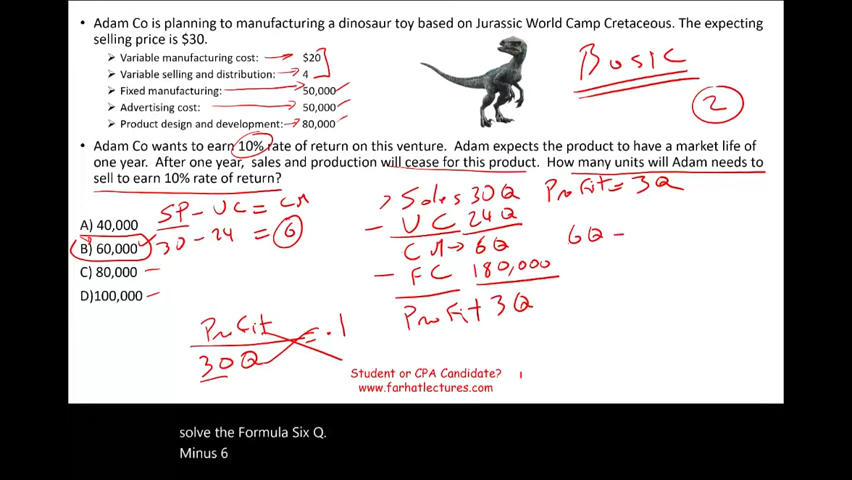 • Adam Co is planning to manufacturing a dinosaur toy based on Jurassic World Camp Cretaceous. The expecting
selling price is $30.
➢ Variable manufacturing cost: $20
➢ Variable selling and distribution: 4
➢ Fixed manufacturing: 50,000
➢ Advertising cost: 50,000
➢ Product design and development: 80,000
Basic
2
• Adam Co wants to earn 10% rate of return on this venture. Adam expects the product to have a market life of
one year. After one year, sales and production will cease for this product. How many units will Adam needs to
sell to earn 10% rate of return?
A) 40,000
B) 60,000
C) 80,000
D)100,000
SP - VC = CM
30 - 24 = 6
Sales 30Q
- VC 24Q
CM → 6Q
- FC 180,000
Profit 3Q
Profit = 3Q
6Q -
Profit
30Q
= .1
Student or CPA Candidate?
www.farhatlectures.com
solve the Formula Six Q.
Minus 6